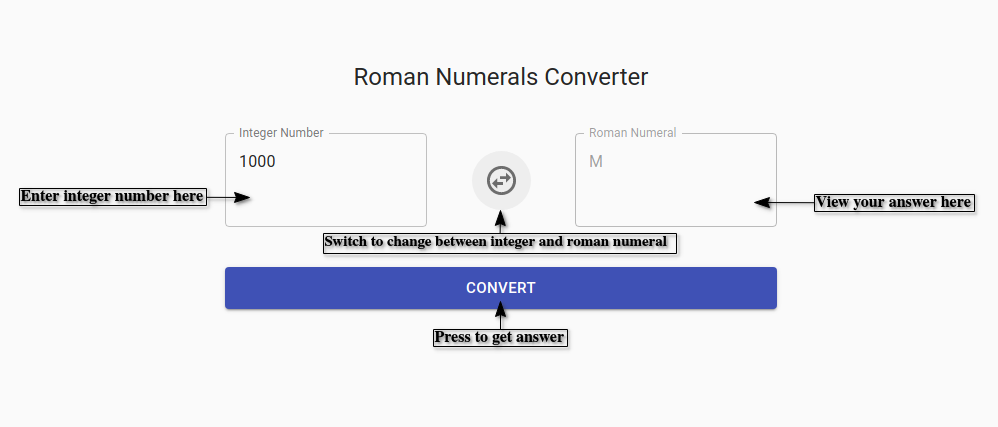 Roman Numerals Converter
Integer Number
Roman Numeral
1000
M
Enter integer number here
View your answer here
Switch to change between integer and roman numeral
CONVERT
Press to get answer